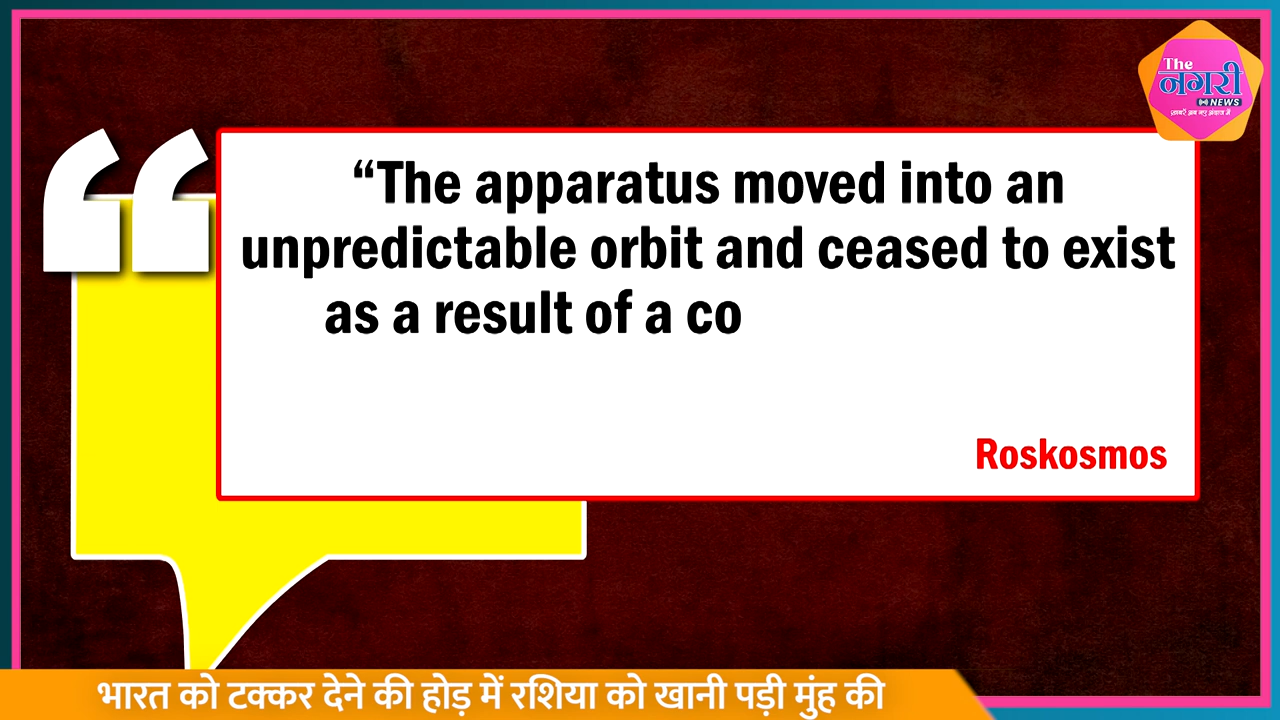 The
नगरी
NEWS
“The apparatus moved into an
unpredictable orbit and ceased to exist
as a result of a co
Roskosmos
भारत को टक्कर देने की होड़ में रशिया को खानी पड़ी मुंह की